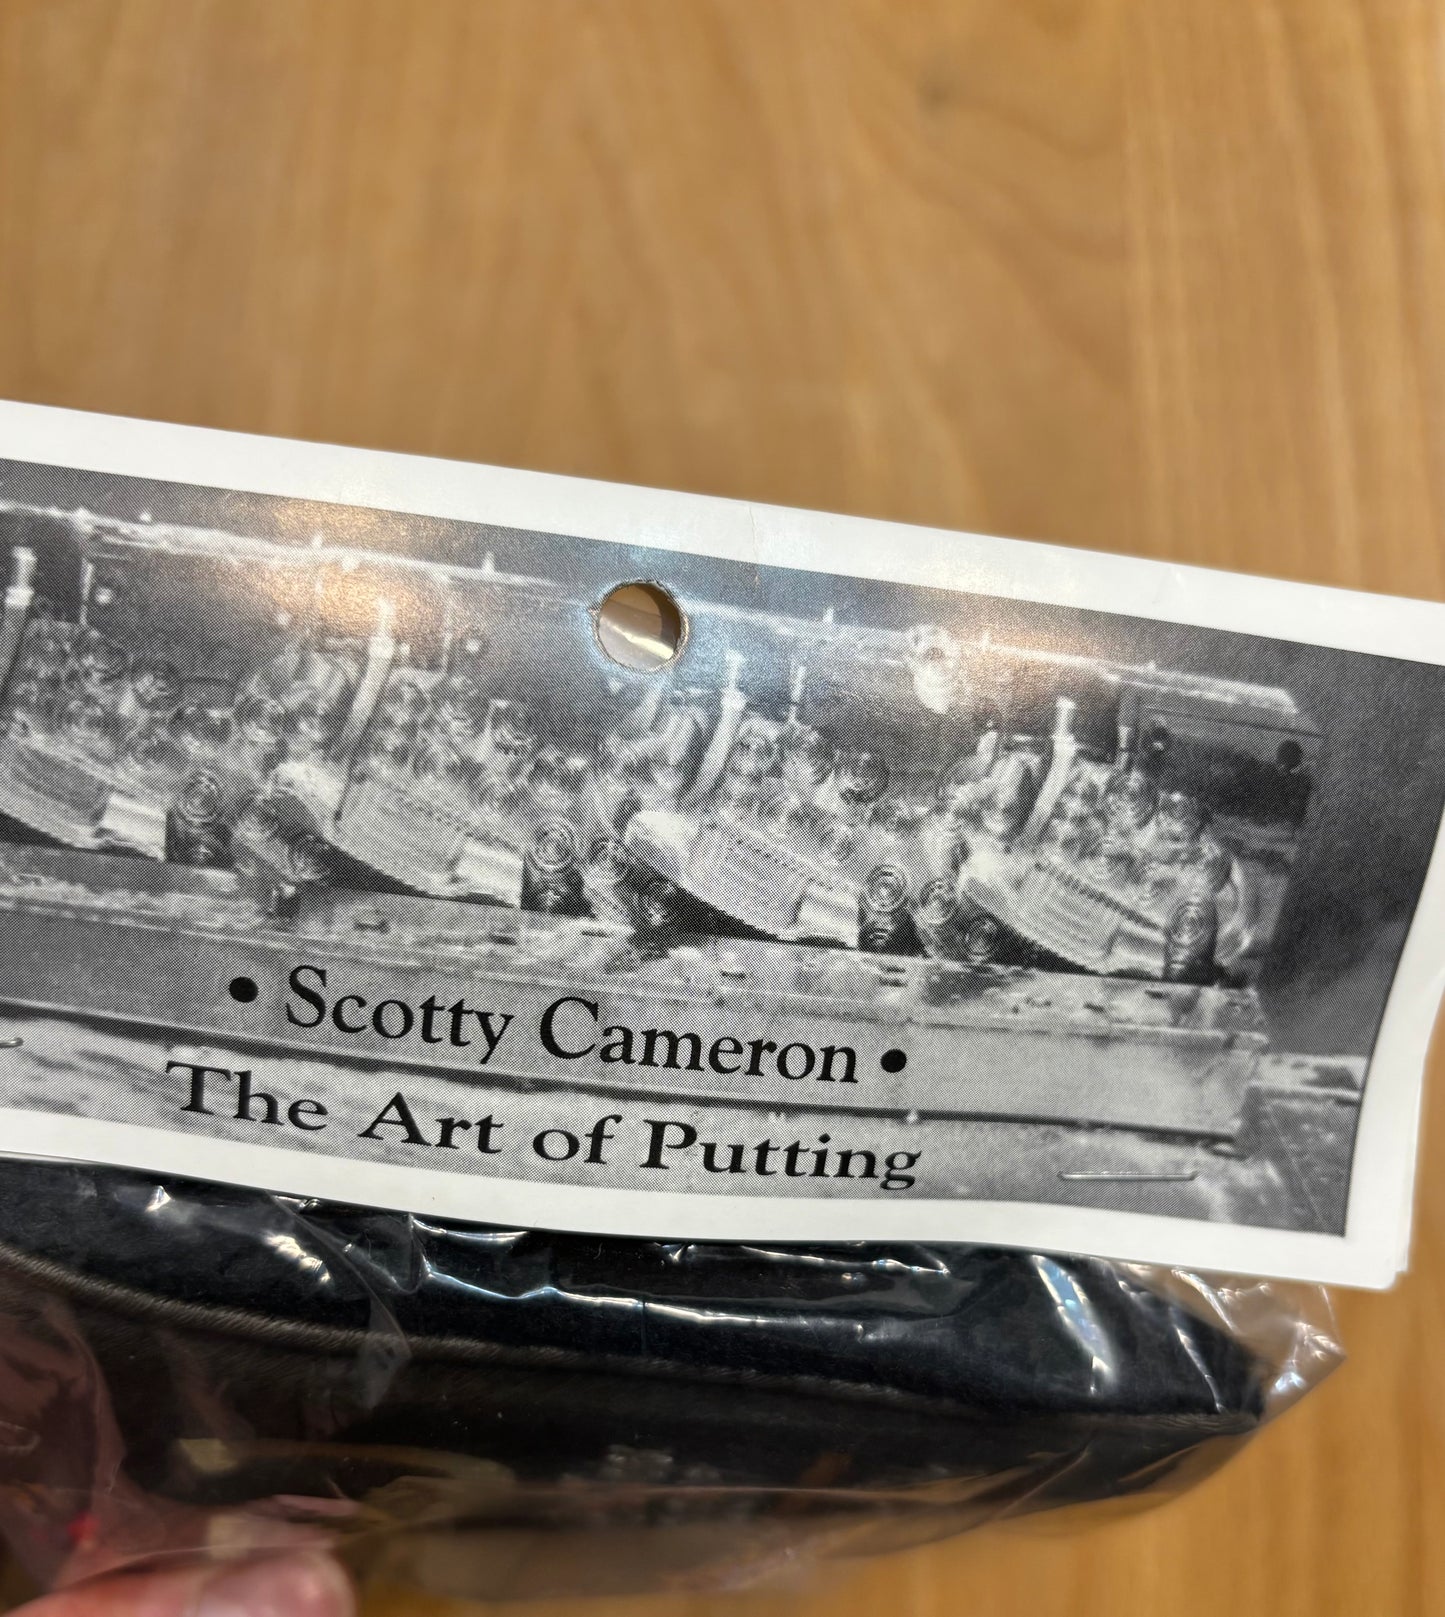 • Scotty Cameron •
The Art of Putting